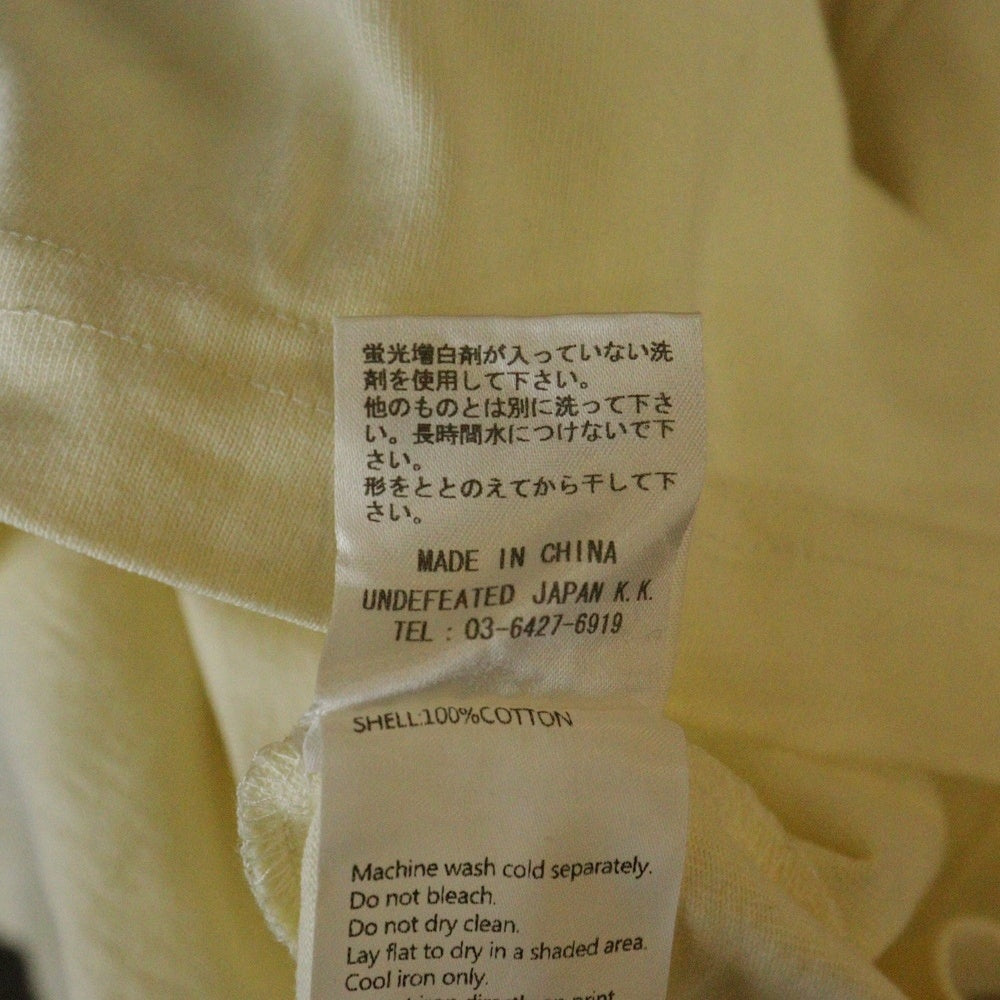 蛍光増白剤が入っていない洗
剤を使用して下さい。
他のものとは別に洗って下さ
い。長時間水につけないで下
さい。
形をととのえてから干して下
さい。
MADE IN CHINA
UNDEFEATED JAPAN K.K.
TEL : 03-6427-6919
SHELL:100%COTTON
Machine wash cold separately.
Do not bleach.
Do not dry clean.
Lay flat to dry in a shaded area.
Cool iron only.
iron directly on print